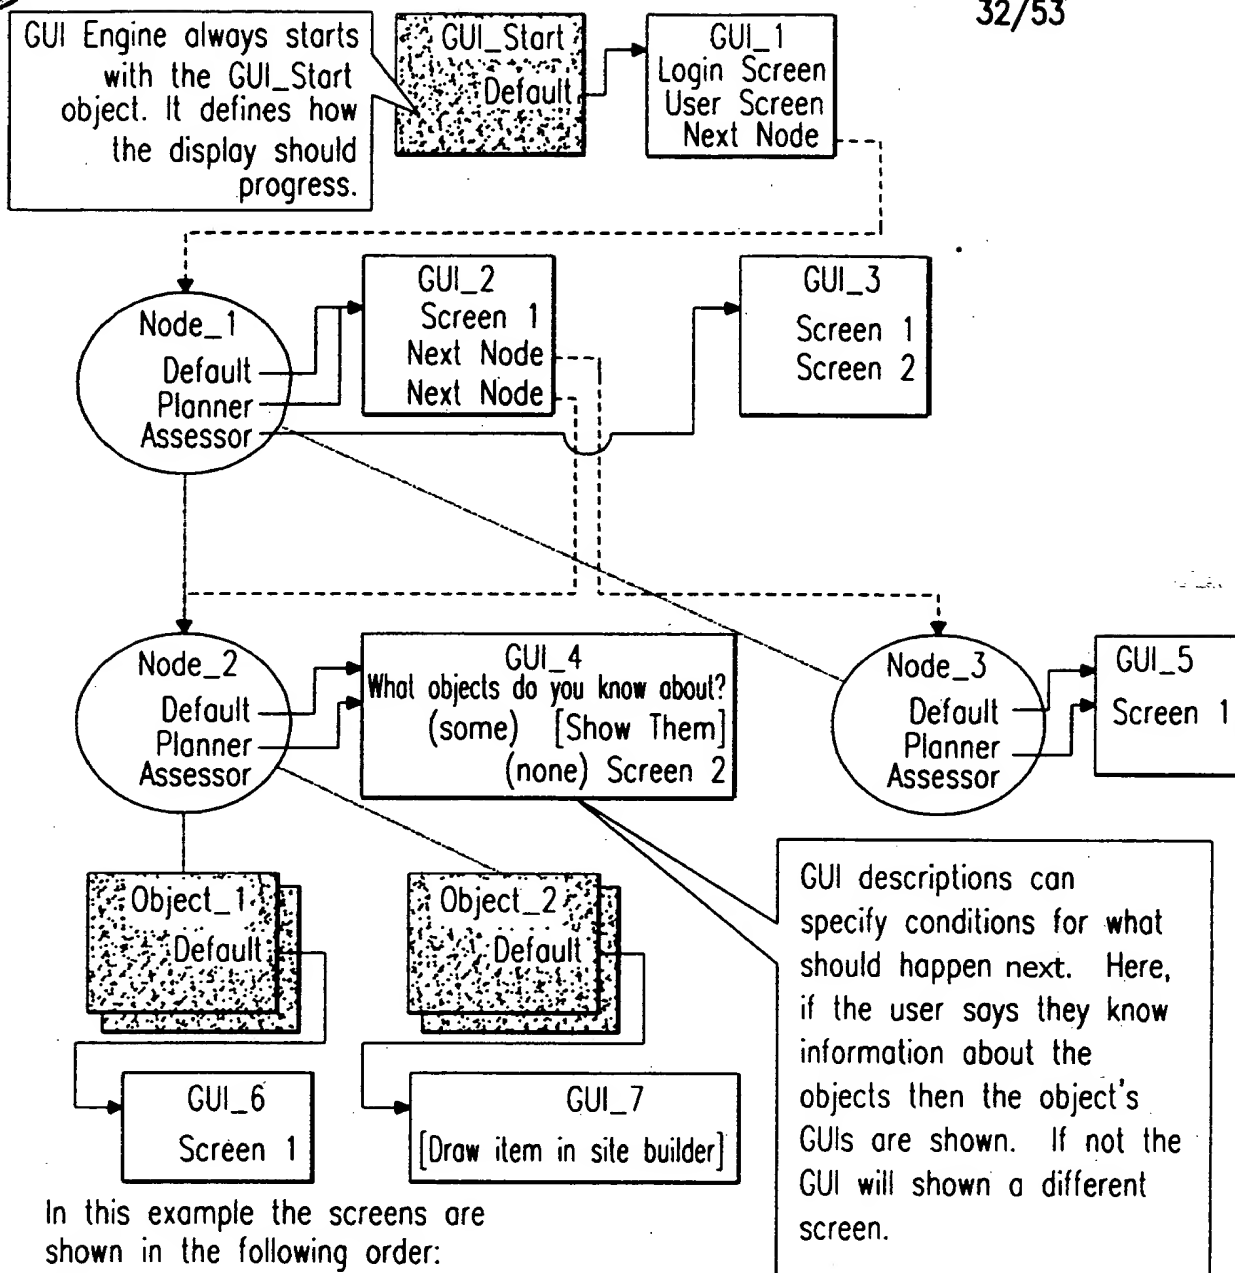 32/53
GUI Engine always starts
with the GUI_Start
object. It defines how
the display should
progress.
GUI_Start
Default
GUI_1
Login Screen
User Screen
Next Node
Node_1
Default
Planner
Assessor
GUI_2
Screen 1
Next Node
Next Node
GUI_3
Screen 1
Screen 2
Node_2
Default
Planner
Assessor
GUI_4
What objects do you know about?
(some) [Show Them]
(none) Screen 2
Node_3
Default
Planner
Assessor
GUI_5
Screen 1
Object_1
Default
Object_2
Default
GUI_6
Screen 1
GUI_7
[Draw item in site builder]
GUI descriptions can
specify conditions for what
should happen next. Here,
if the user says they know
information about the
objects then the object's
GUIs are shown. If not the
GUI will shown a different
screen.
In this example the screens are
shown in the following order: